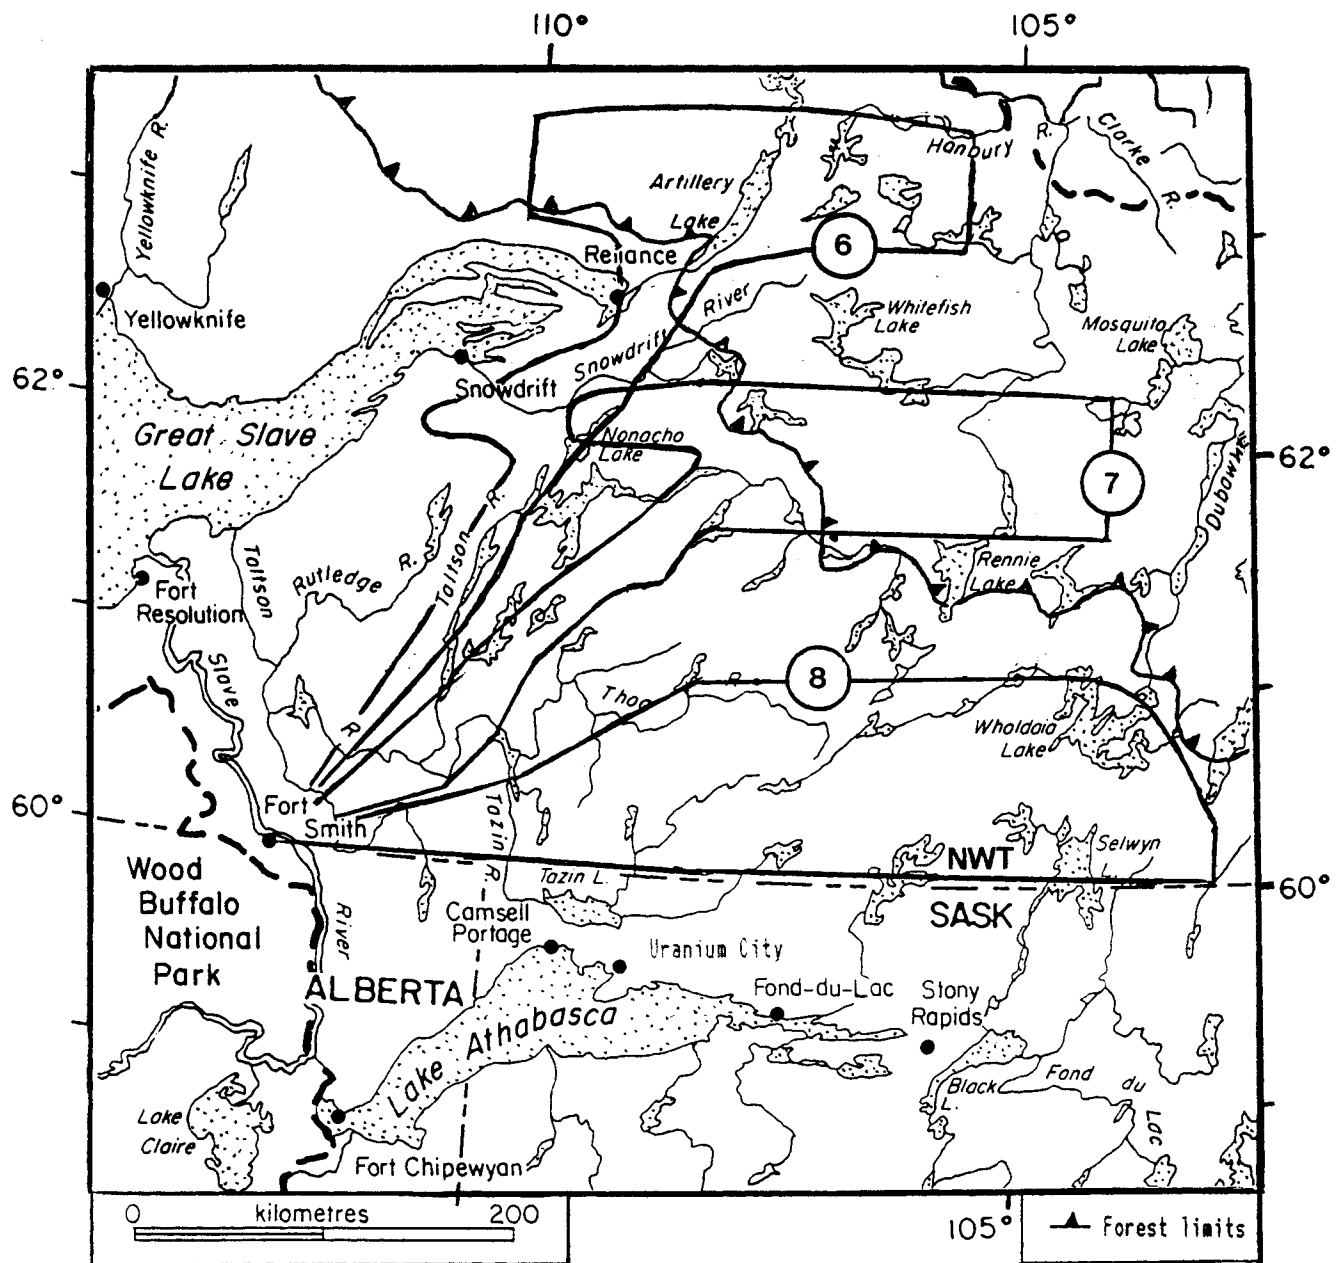 110° 105°
Yellowknife R.
Artillery
Lake
Hanbury
R.
Clarke
R.
6
Reliance
River
Snowdrift
Whitefish
Lake
Mosquito
Lake
Yellowknife
62°
Snowdrift
Great Slave
Lake
Nonacho
Lake
62°
7
Taltson R.
Rutledge R.
Taltson
Rennie
Lake
Fort
Resolution
Slave
R.
8
R.
Wholdaia
Lake
60°
Fort
Smith
Tazin R.
NWT
Selwyn
L.
60°
Tazin L.
SASK
Wood
Buffalo
National
Park
River
ALBERTA
Camsell
Portage
Uranium City
Fond-du-Lac
Stony
Rapids
Lake Athabasca
Black
L.
Fond du Lac
Lake
Claire
Fort Chipewyan
0 kilometres 200
105°
Forest limits